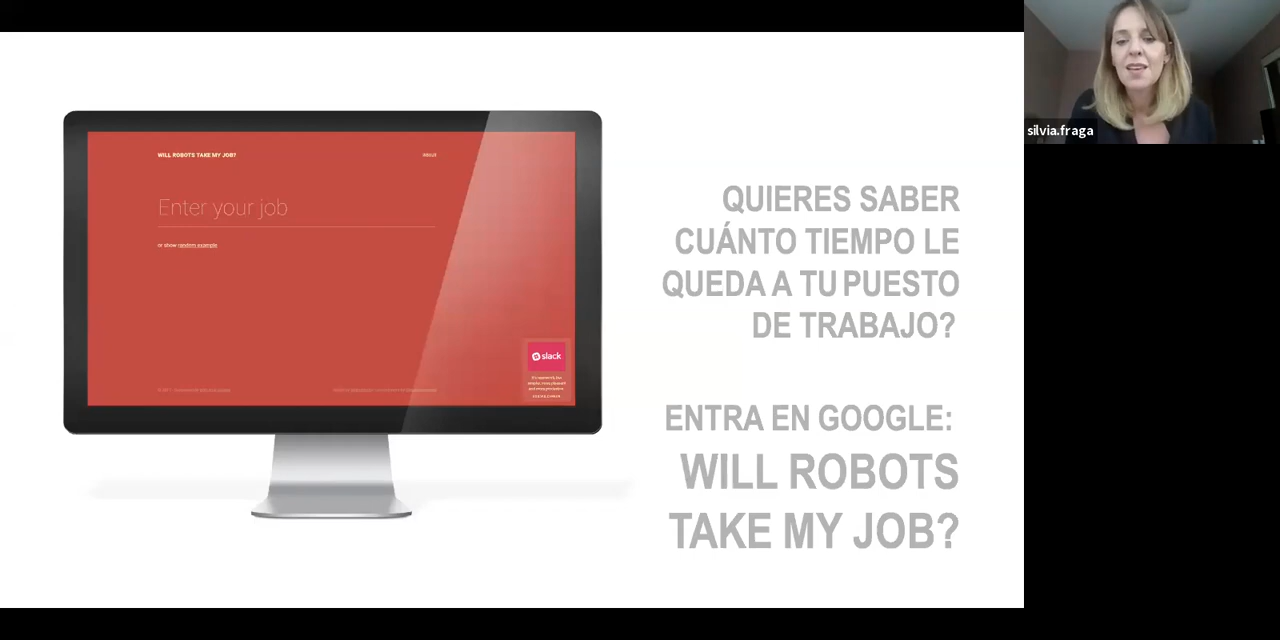 WILL ROBOTS TAKE MY JOB?
ABOUT
Enter your job
or show random example
slack
QUIERES SABER
CUÁNTO TIEMPO LE
QUEDA A TU PUESTO
DE TRABAJO?
ENTRA EN GOOGLE:
WILL ROBOTS
TAKE MY JOB?
silvia.fraga